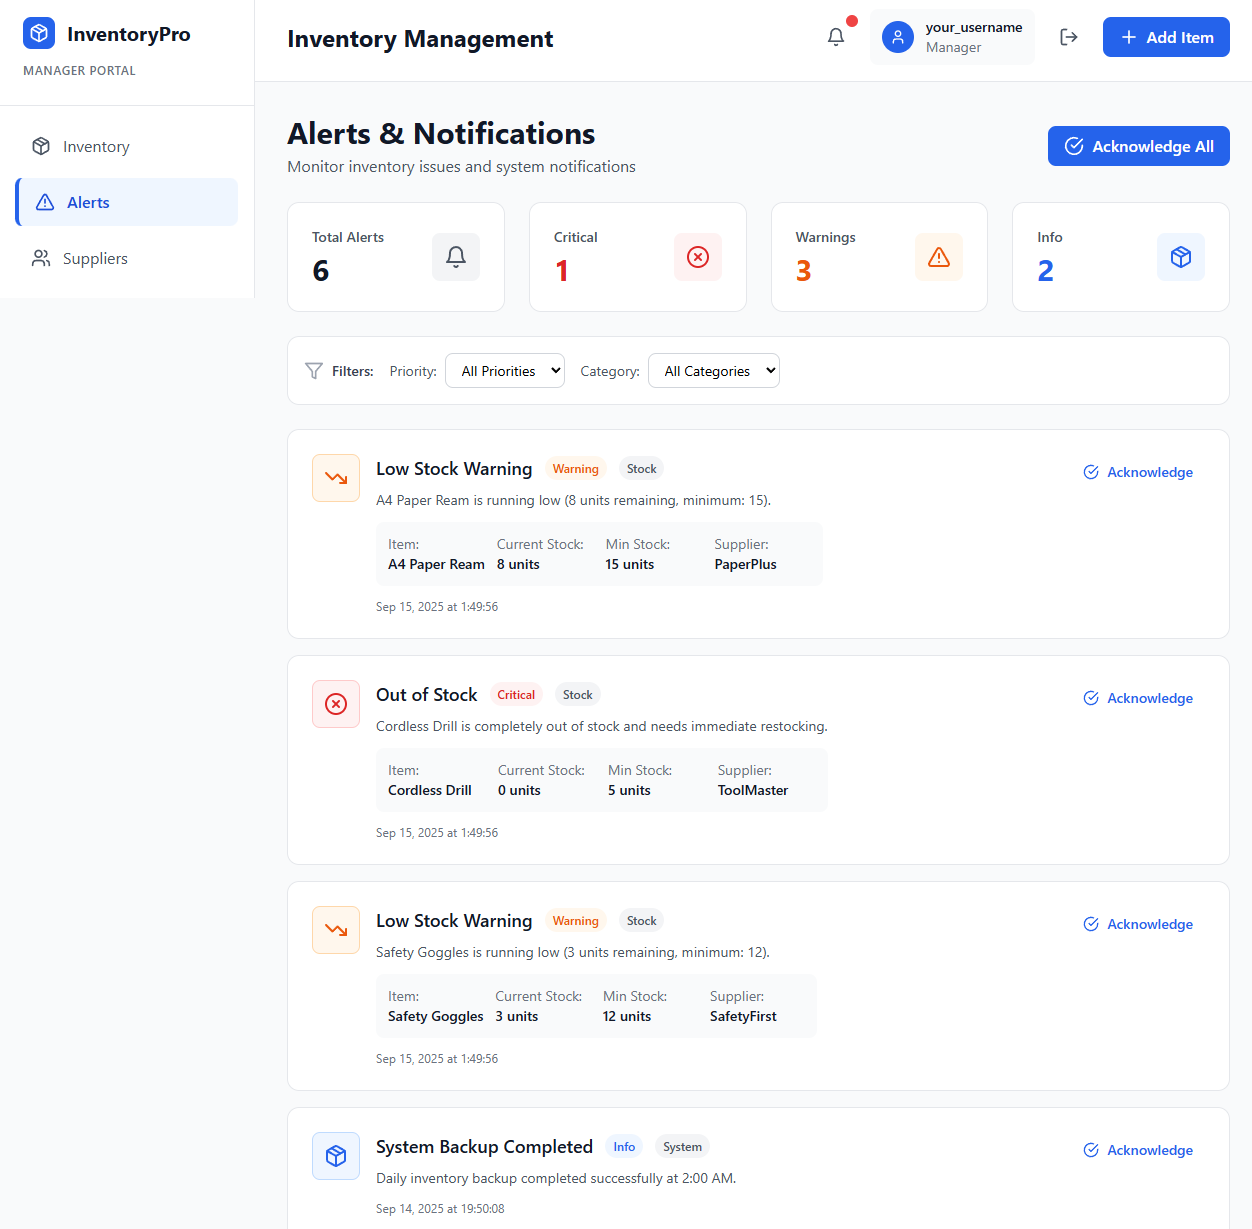 InventoryPro
MANAGER PORTAL
Inventory
Alerts
Suppliers
Inventory Management
your_username
Manager
Add Item
Alerts & Notifications
Monitor inventory issues and system notifications
Acknowledge All
Total Alerts
6
Critical
1
Warnings
3
Info
2
Filters: Priority: All Priorities Category: All Categories
Low Stock Warning Warning Stock
Acknowledge
A4 Paper Ream is running low (8 units remaining, minimum: 15).
Item: Current Stock: Min Stock: Supplier:
A4 Paper Ream 8 units 15 units PaperPlus
Sep 15, 2025 at 1:49:56
Out of Stock Critical Stock
Acknowledge
Cordless Drill is completely out of stock and needs immediate restocking.
Item: Current Stock: Min Stock: Supplier:
Cordless Drill 0 units 5 units ToolMaster
Sep 15, 2025 at 1:49:56
Low Stock Warning Warning Stock
Acknowledge
Safety Goggles is running low (3 units remaining, minimum: 12).
Item: Current Stock: Min Stock: Supplier:
Safety Goggles 3 units 12 units SafetyFirst
Sep 15, 2025 at 1:49:56
System Backup Completed Info System
Acknowledge
Daily inventory backup completed successfully at 2:00 AM.
Sep 14, 2025 at 19:50:08